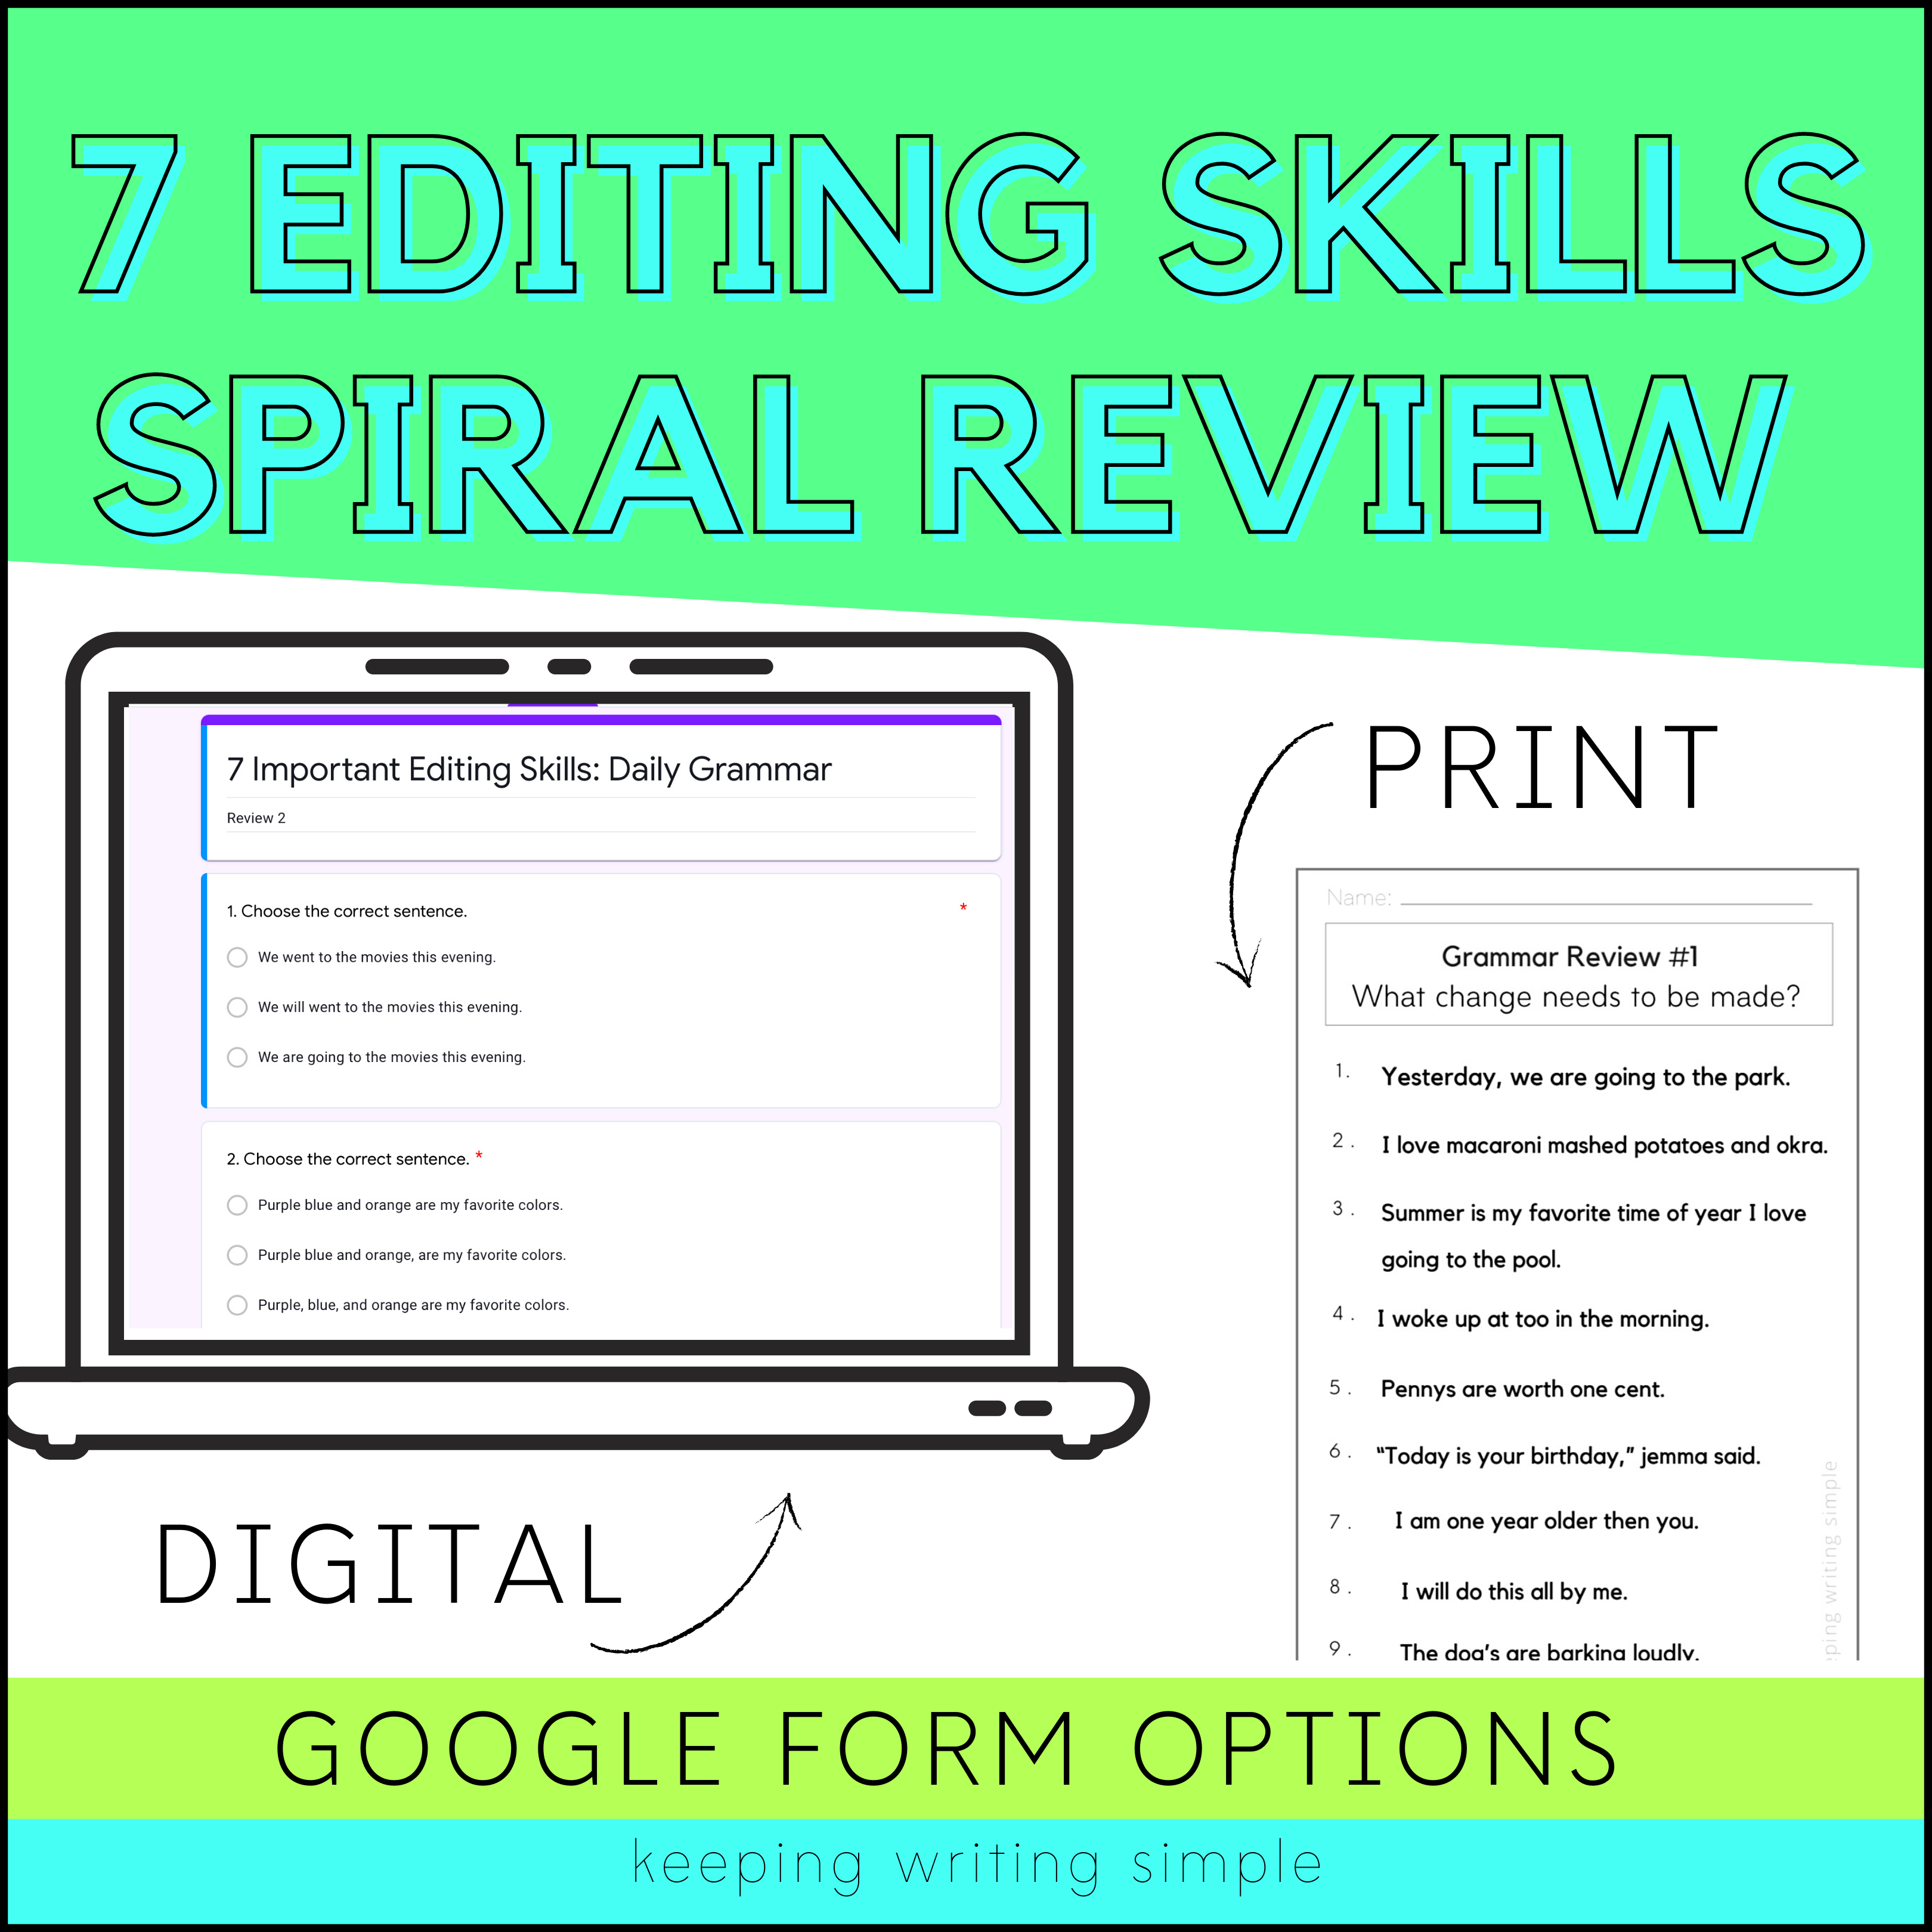 7 EDITING SKILLS
SPIRAL REVIEW
7 Important Editing Skills: Daily Grammar
Review 2
1. Choose the correct sentence. *
We went to the movies this evening.
We will went to the movies this evening.
We are going to the movies this evening.
2. Choose the correct sentence. *
Purple blue and orange are my favorite colors.
Purple blue and orange, are my favorite colors.
Purple, blue, and orange are my favorite colors.
DIGITAL
PRINT
Name:
Grammar Review #1
What change needs to be made?
1. Yesterday, we are going to the park.
2. I love macaroni mashed potatoes and okra.
3. Summer is my favorite time of year I love
going to the pool.
4. I woke up at too in the morning.
5. Pennys are worth one cent.
6. “Today is your birthday,” jemma said.
7. I am one year older then you.
8. I will do this all by me.
9. The dog’s are barking loudly.
eping writing simple
GOOGLE FORM OPTIONS
keeping writing simple